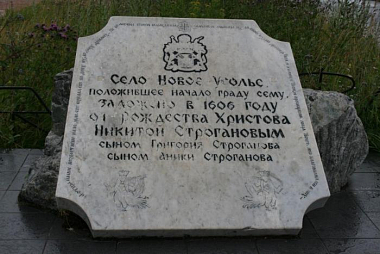 Село Новое Усолье
положившее начало граду сему.
Заложено в 1606 году
от рождества Христова
Никитой Строгановым
сыном Григория Строганова
сыном Аники Строганова